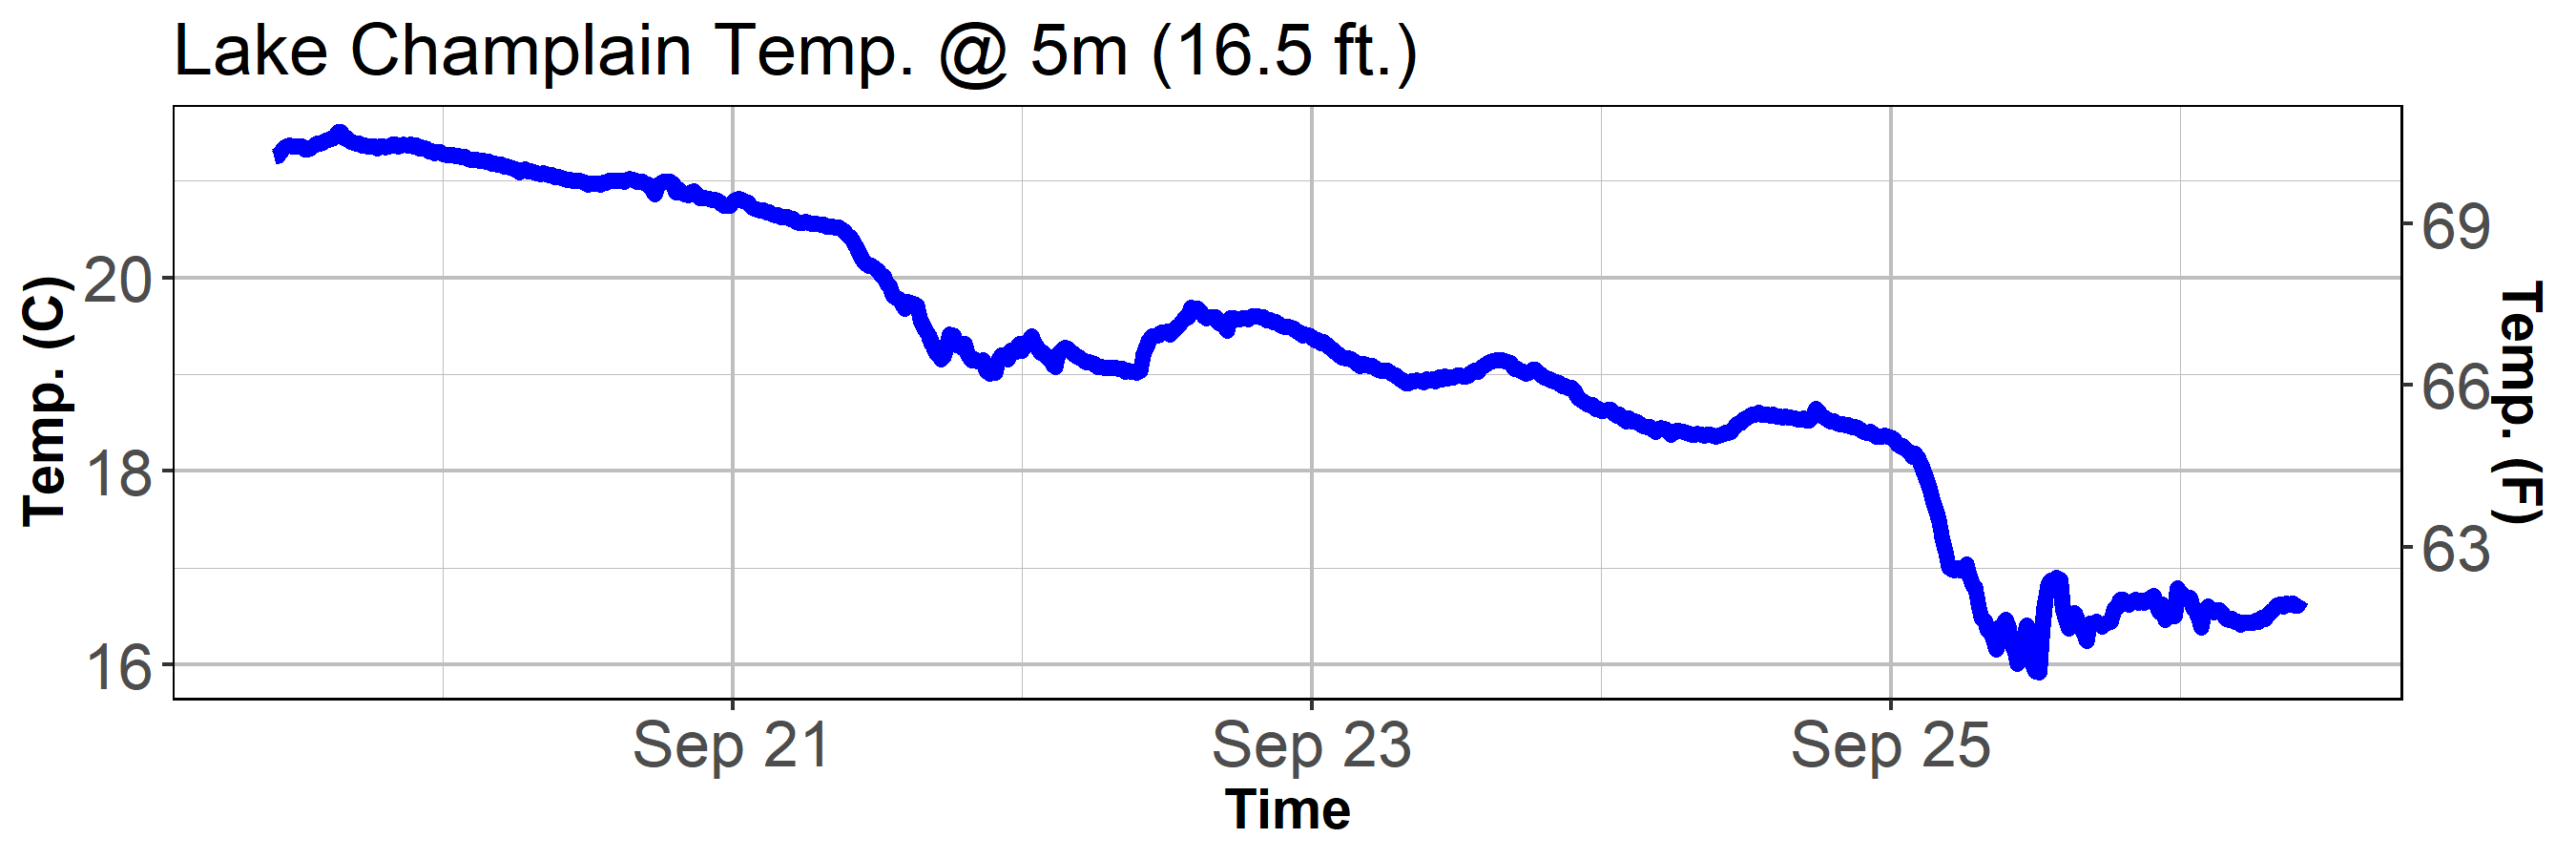 Lake Champlain Temp. @ 5m (16.5 ft.)
Temp. (C)
20
18
16
69
66
63
Temp. (F)
Sep 21
Sep 23
Sep 25
Time